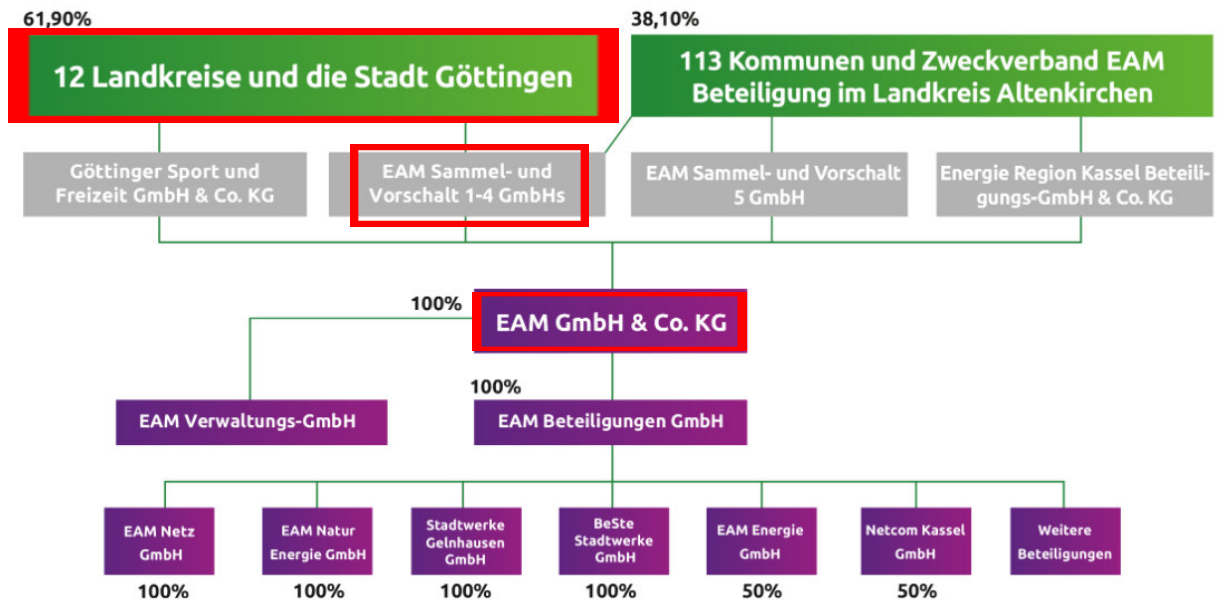 61,90%
38,10%
12 Landkreise und die Stadt Göttingen
113 Kommunen und Zweckverband EAM
Beteiligung im Landkreis Altenkirchen
Göttinger Sport und
Freizeit GmbH & Co. KG
EAM Sammel- und
Vorschalt 1-4 GmbHs
EAM Sammel- und Vorschalt
5 GmbH
Energie Region Kassel Beteili-
gungs-GmbH & Co. KG
100%
EAM GmbH & Co. KG
100%
EAM Verwaltungs-GmbH
EAM Beteiligungen GmbH
EAM Netz
GmbH
100%
EAM Natur
Energie GmbH
100%
Stadtwerke
Gelnhausen
GmbH
100%
BeSte
Stadtwerke
GmbH
100%
EAM Energie
GmbH
50%
Netcom Kassel
GmbH
50%
Weitere
Beteiligungen